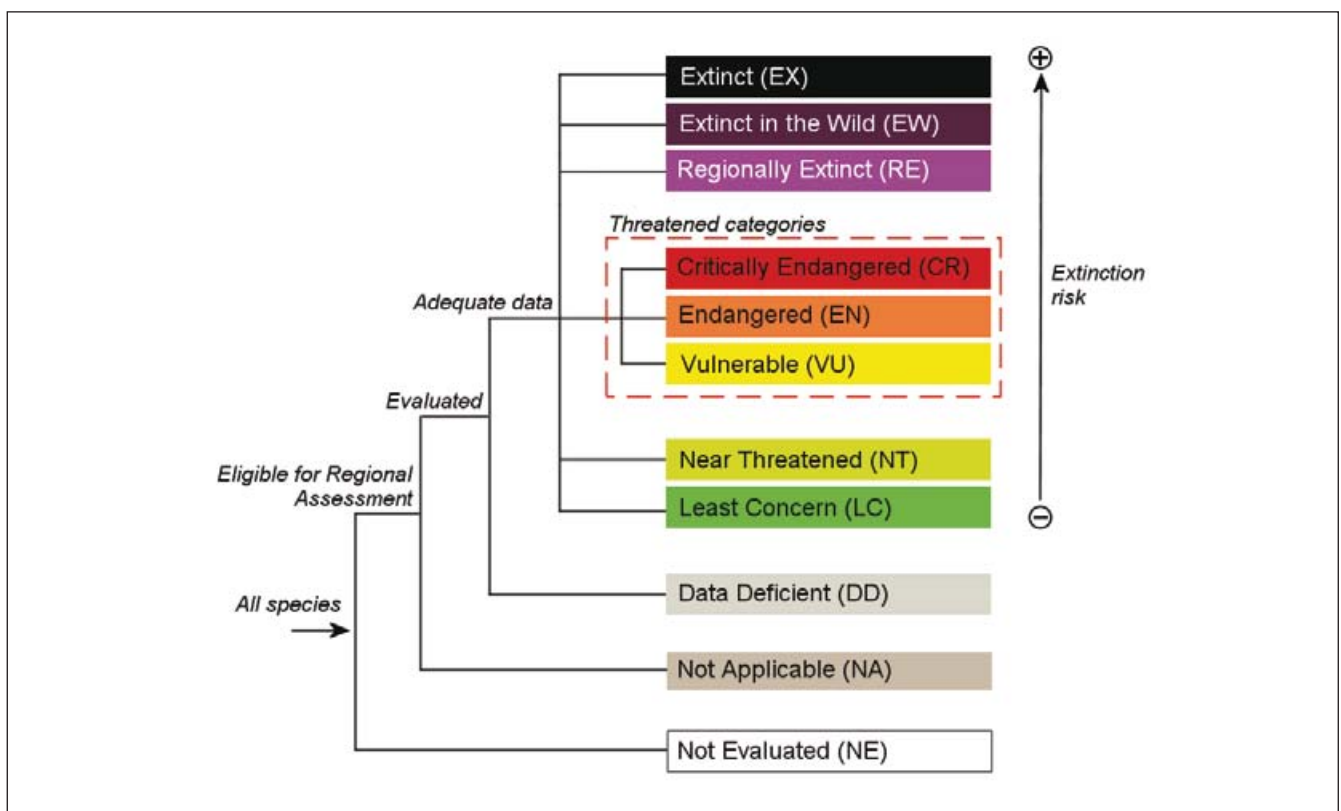 Extinct (EX)
Extinct in the Wild (EW)
Regionally Extinct (RE)
Threatened categories
Critically Endangered (CR)
Extinction
risk
Adequate data
Endangered (EN)
Vulnerable (VU)
Evaluated
Near Threatened (NT)
Eligible for Regional
Assessment
Least Concern (LC)
Data Deficient (DD)
All species
Not Applicable (NA)
Not Evaluated (NE)